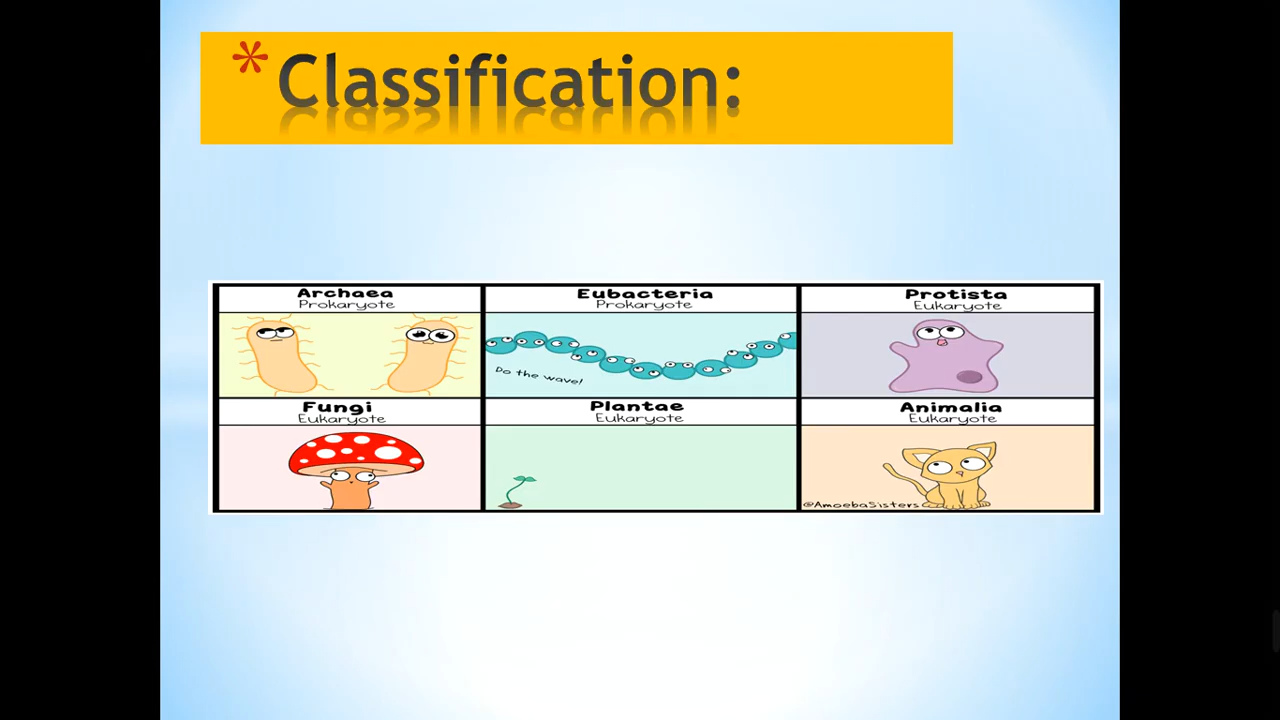 * Classification:
Archaea
Prokaryote
Eubacteria
Prokaryote
Protista
Eukaryote
Do the wave!
Fungi
Eukaryote
Plantae
Eukaryote
Animalia
Eukaryote
@AmoebaSisters